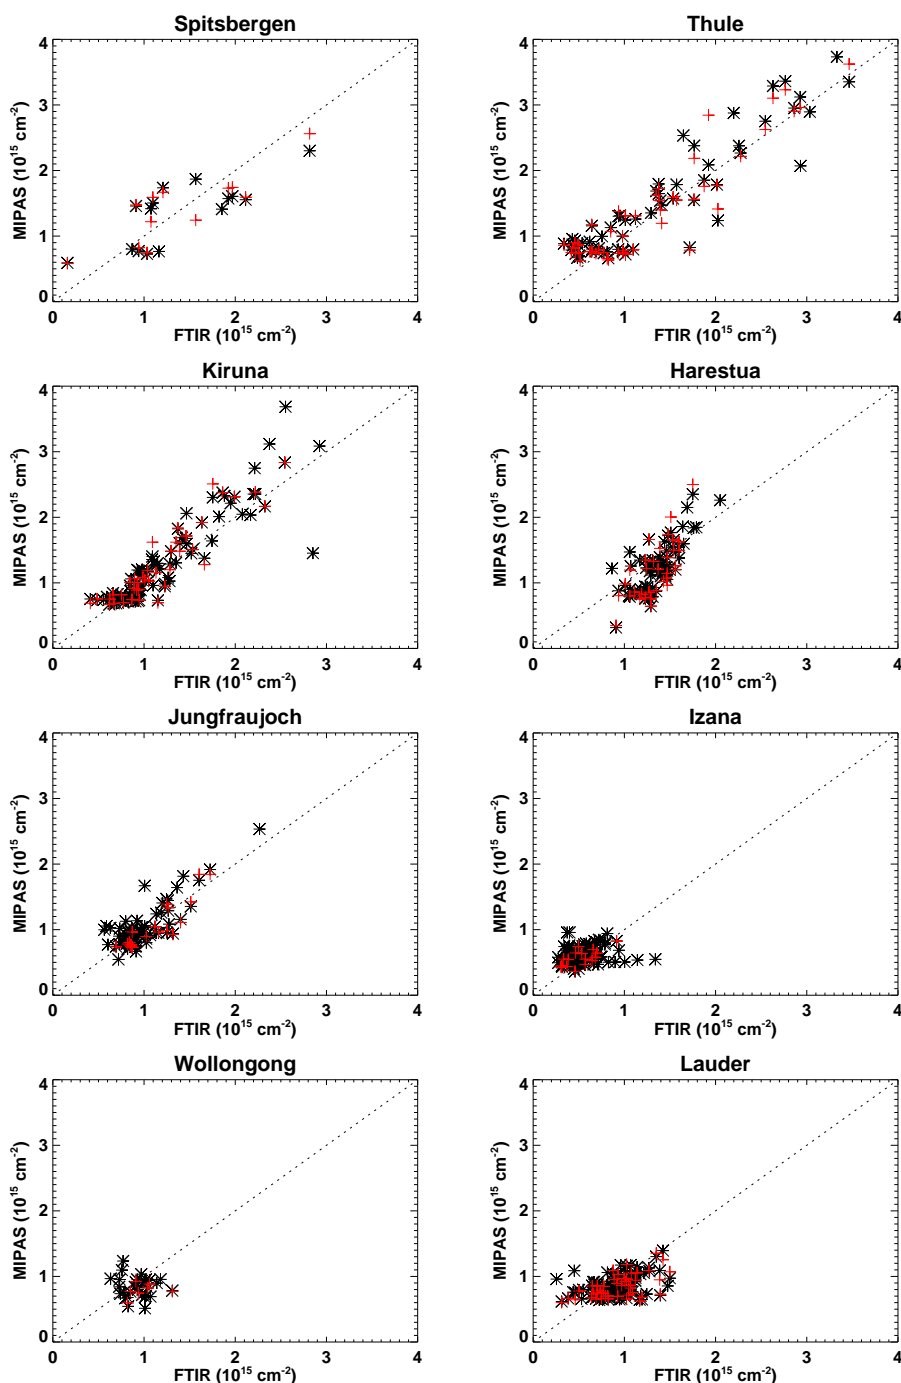 Spitsbergen
4
3
2
1
0
MIPAS (10¹⁵ cm⁻²)
0 1 2 3 4
FTIR (10¹⁵ cm⁻²)
Thule
4
3
2
1
0
MIPAS (10¹⁵ cm⁻²)
0 1 2 3 4
FTIR (10¹⁵ cm⁻²)
Kiruna
4
3
2
1
0
MIPAS (10¹⁵ cm⁻²)
0 1 2 3 4
FTIR (10¹⁵ cm⁻²)
Harestua
4
3
2
1
0
MIPAS (10¹⁵ cm⁻²)
0 1 2 3 4
FTIR (10¹⁵ cm⁻²)
Jungfraujoch
4
3
2
1
0
MIPAS (10¹⁵ cm⁻²)
0 1 2 3 4
FTIR (10¹⁵ cm⁻²)
Izana
4
3
2
1
0
MIPAS (10¹⁵ cm⁻²)
0 1 2 3 4
FTIR (10¹⁵ cm⁻²)
Wollongong
4
3
2
1
0
MIPAS (10¹⁵ cm⁻²)
0 1 2 3 4
FTIR (10¹⁵ cm⁻²)
Lauder
4
3
2
1
0
MIPAS (10¹⁵ cm⁻²)
0 1 2 3 4
FTIR (10¹⁵ cm⁻²)